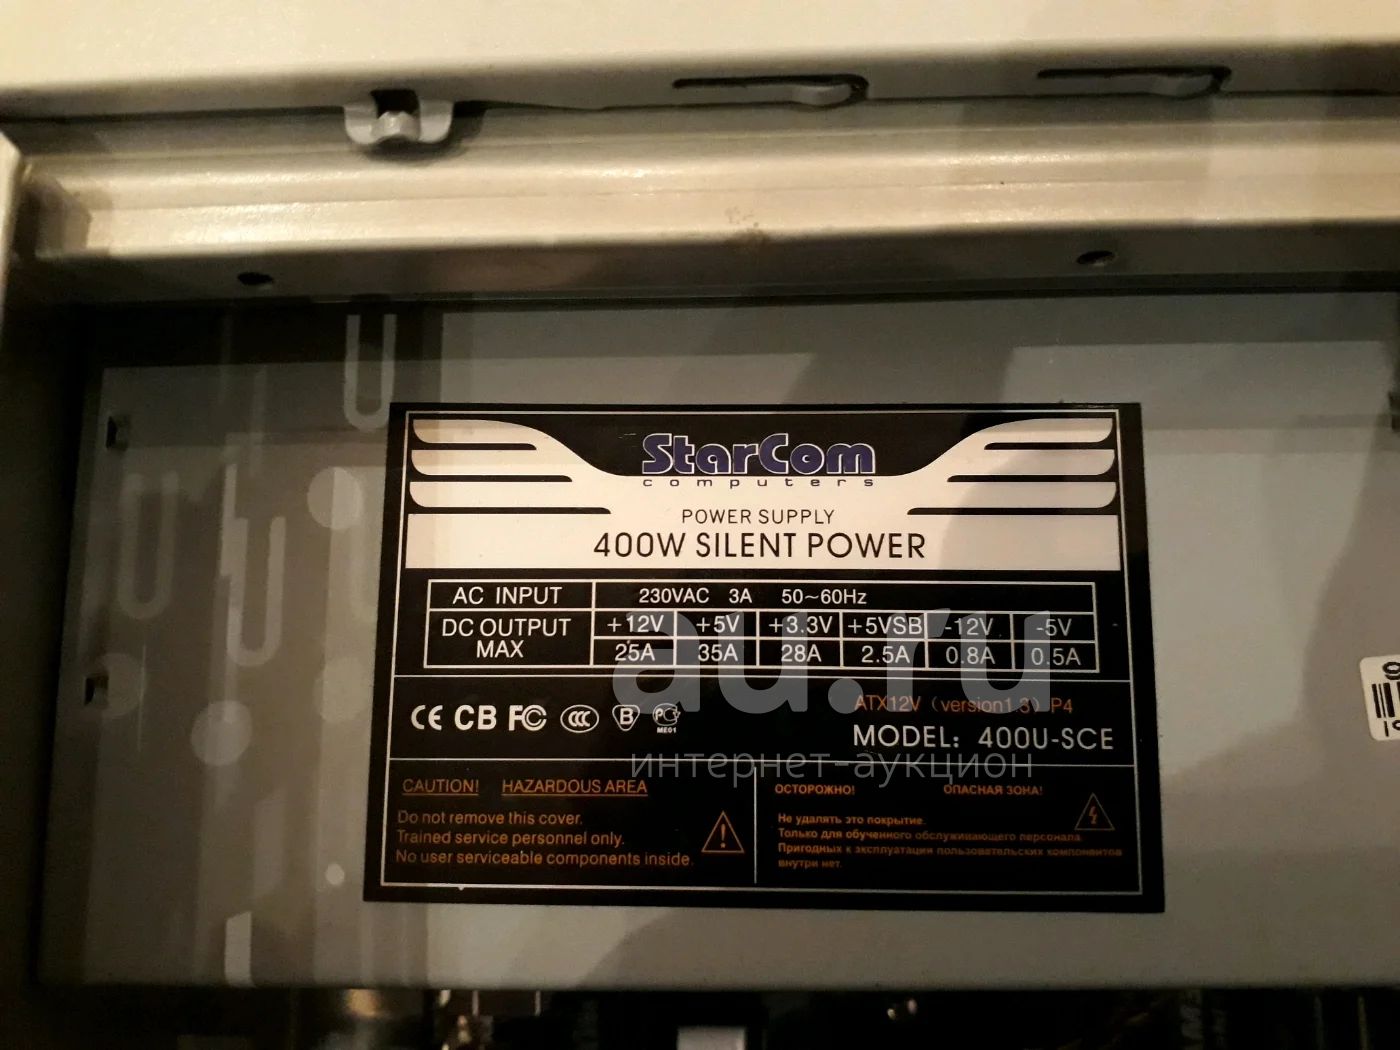 StarCom
computers
POWER SUPPLY
400W SILENT POWER
AC INPUT 230VAC 3A 50~60Hz
DC OUTPUT MAX +12V +5V +3.3V +5VSB -12V -5V
25A 35A 28A 2.5A 0.8A 0.5A
au.ru
интернет-аукцион
CE CB FC CCC B РС
ME01
ATX12V (version1.3) P4
MODEL: 400U-SCE
CAUTION! HAZARDOUS AREA
Do not remove this cover.
Trained service personnel only.
No user serviceable components inside.
ОСТОРОЖНО! ОПАСНАЯ ЗОНА!
Не удалять это покрытие.
Только для обученного обслуживающего персонала.
Пригодных к эксплуатации пользовательских компонентов
внутри нет.